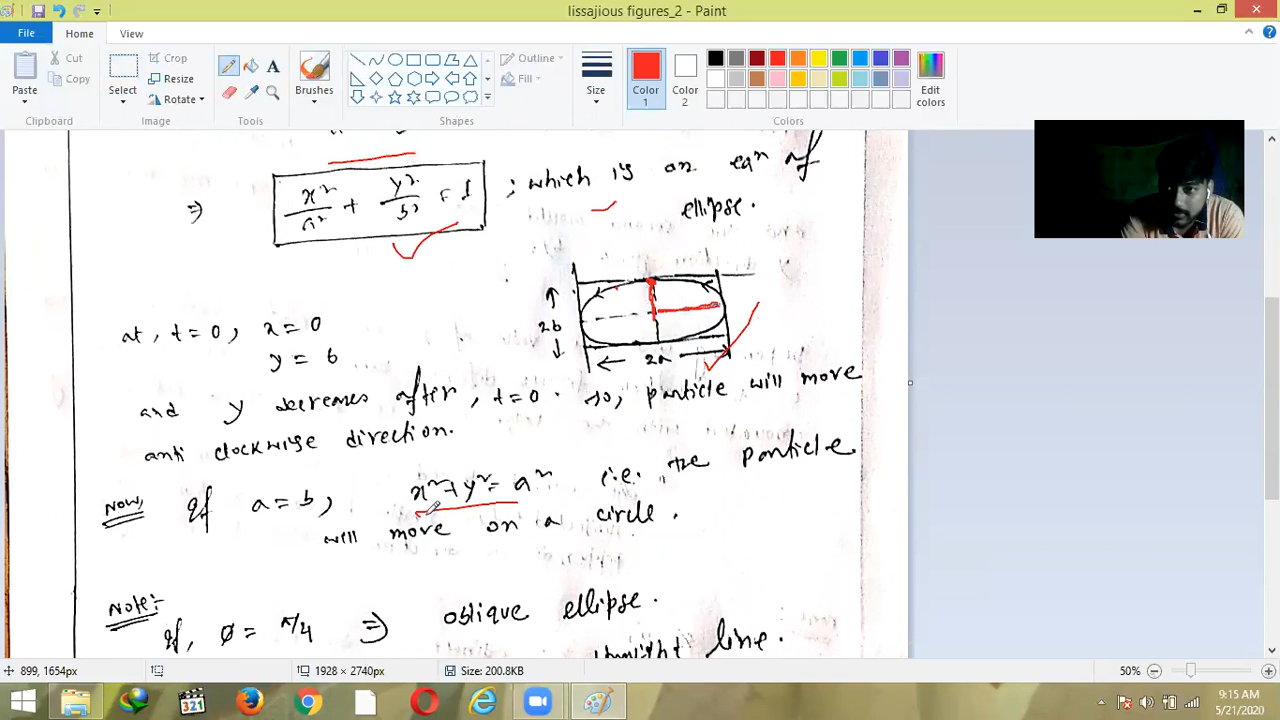 lissajious figures_2 - Paint
File Home View
Paste Cut Copy Clipboard
Select Crop Resize Rotate Image
Tools
Brushes
Shapes Outline Fill
Size
Color 1 Color 2
Edit colors
Colors
⇒ x²/a² + y²/b² = 1 ; which is an eqn of
ellipse.
at, t = 0, x = 0
y = b
2b
2a
and y decreases after, t = 0. so, particle will move
anti clockwise direction.
Now, If a = b, x² + y² = a² i.e. the particle
will move on a circle.
Note:-
If, ø = π/4 ⇒ oblique ellipse.
straight line.
899, 1654px 1928 × 2740px Size: 200.8KB 50%
321
9:15 AM
5/21/2020